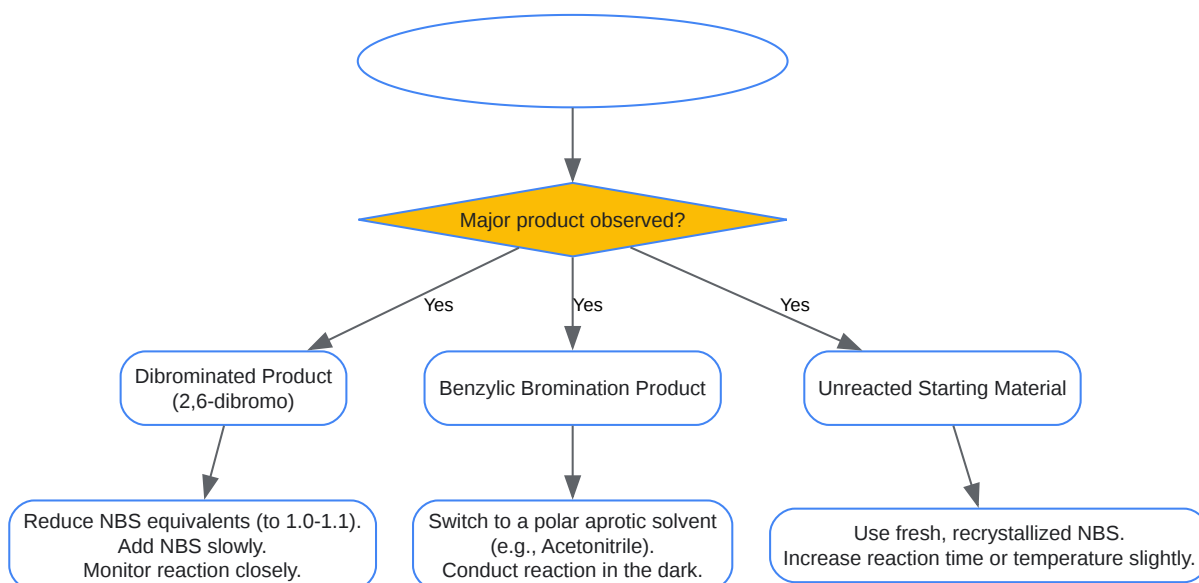 Major product observed?
Yes
Yes
Yes
Dibrominated Product
(2,6-dibromo)
Benzylic Bromination Product
Unreacted Starting Material
Reduce NBS equivalents (to 1.0-1.1).
Add NBS slowly.
Monitor reaction closely.
Switch to a polar aprotic solvent
(e.g., Acetonitrile).
Conduct reaction in the dark.
Use fresh, recrystallized NBS.
Increase reaction time or temperature slightly.